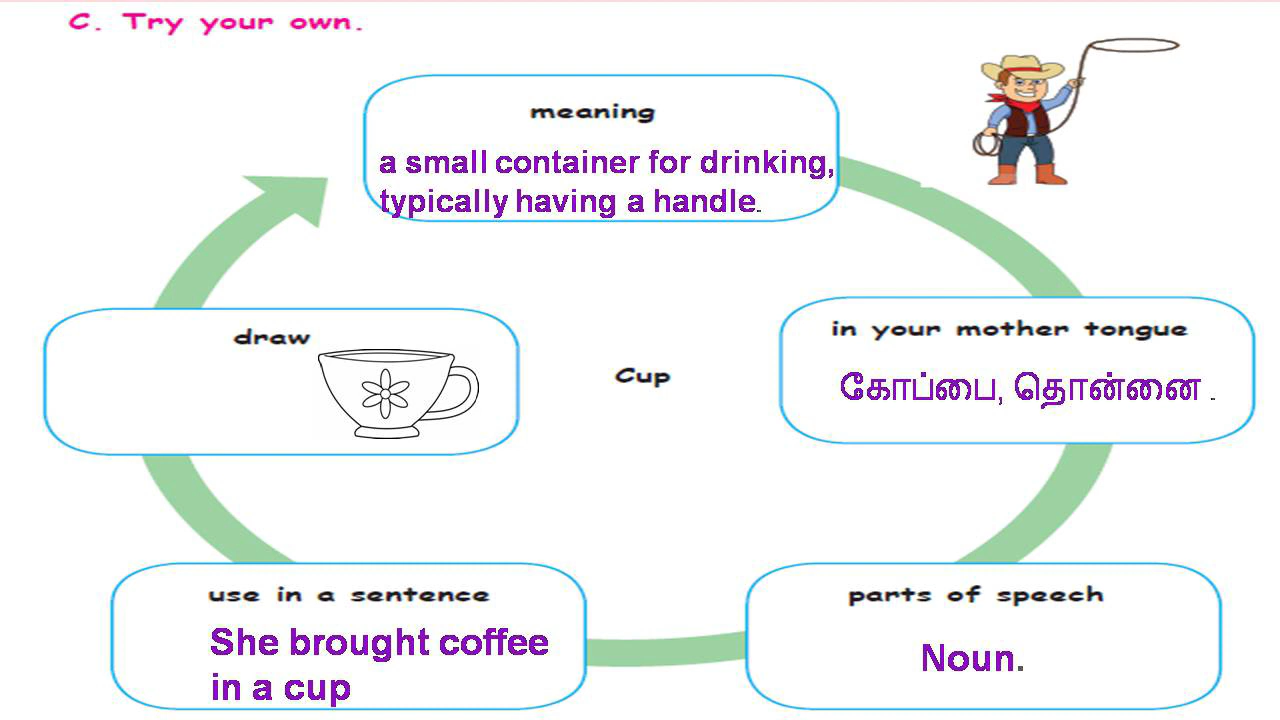 C. Try your own.
meaning
a small container for drinking,
typically having a handle.
in your mother tongue
கோப்பை, தொன்னை .
parts of speech
Noun.
use in a sentence
She brought coffee
in a cup
draw
Cup